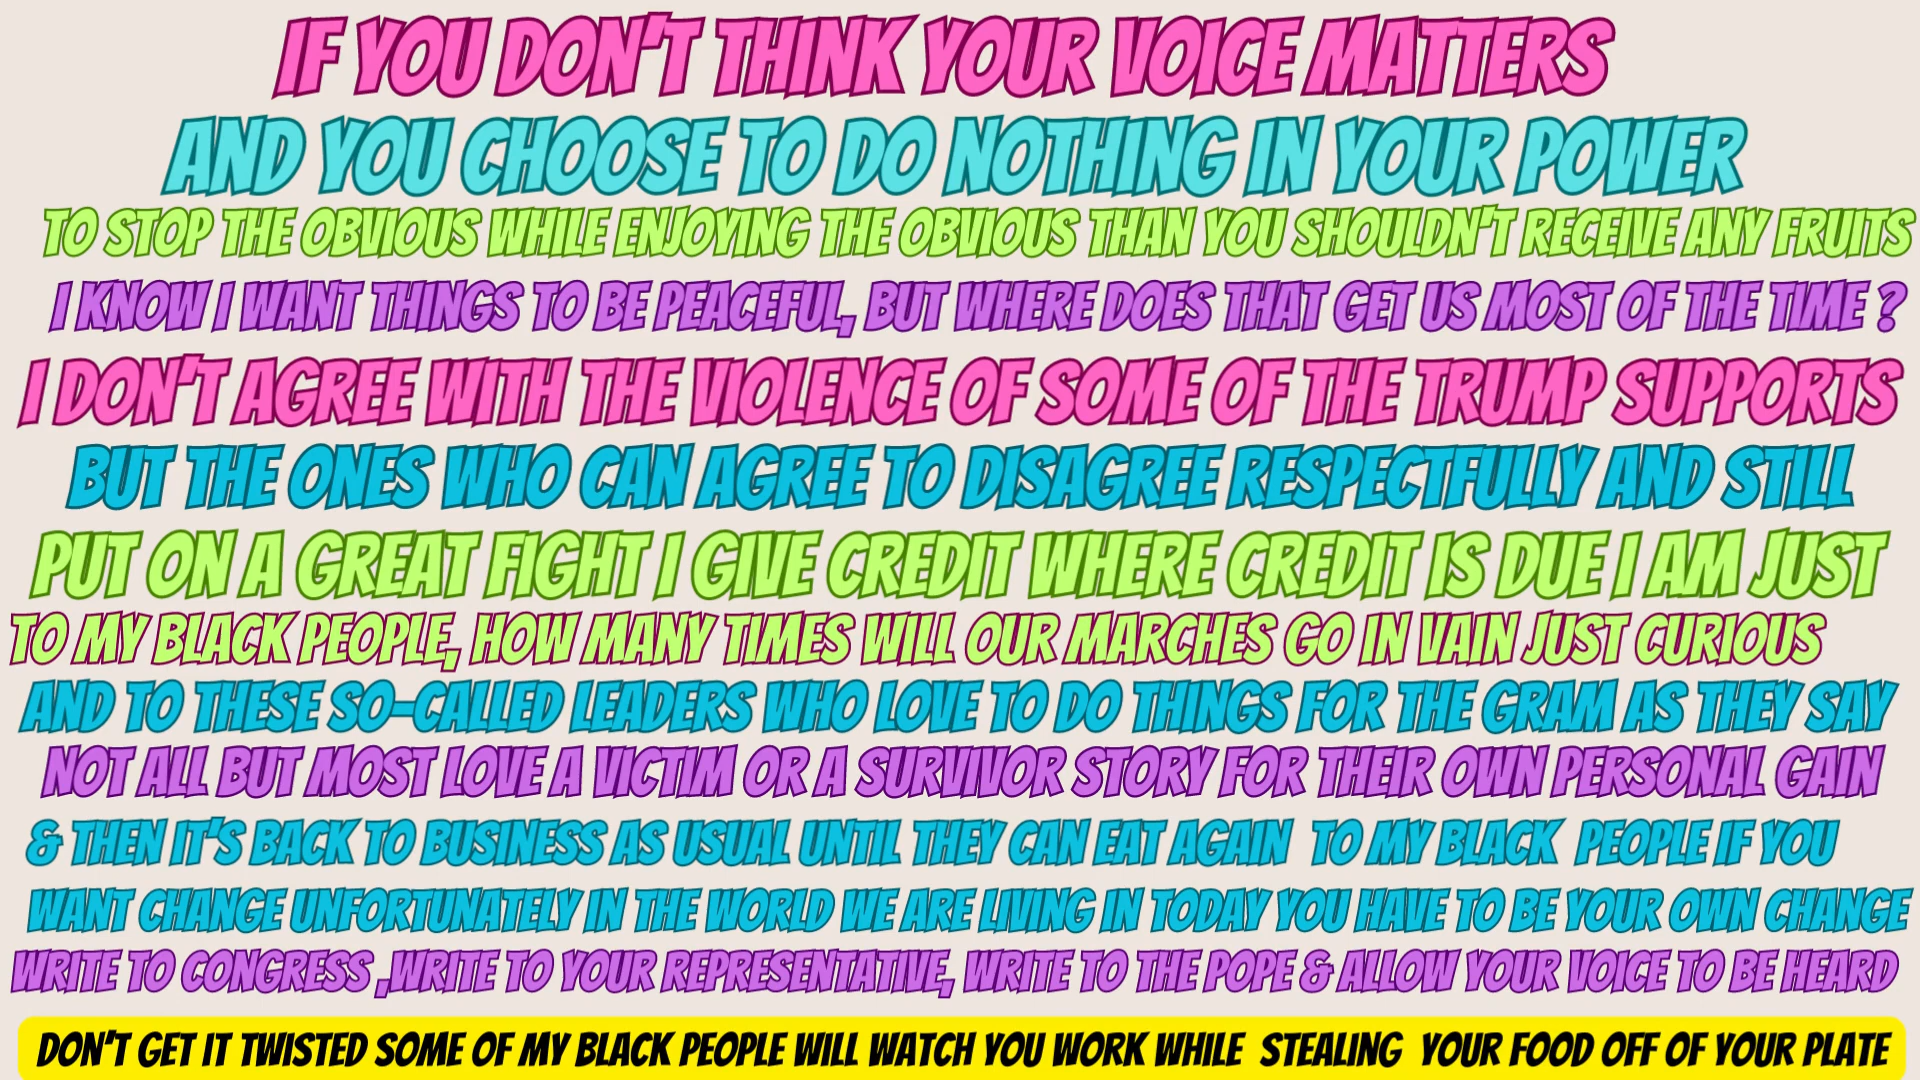 IF YOU DON'T THINK YOUR VOICE MATTERS
AND YOU CHOOSE TO DO NOTHING IN YOUR POWER
TO STOP THE OBVIOUS WHILE ENJOYING THE OBVIOUS THAN YOU SHOULDN'T RECEIVE ANY FRUITS
I KNOW I WANT THINGS TO BE PEACEFUL, BUT WHERE DOES THAT GET US MOST OF THE TIME ?
I DON'T AGREE WITH THE VIOLENCE OF SOME OF THE TRUMP SUPPORTS
BUT THE ONES WHO CAN AGREE TO DISAGREE RESPECTFULLY AND STILL
PUT ON A GREAT FIGHT I GIVE CREDIT WHERE CREDIT IS DUE I AM JUST
TO MY BLACK PEOPLE, HOW MANY TIMES WILL OUR MARCHES GO IN VAIN JUST CURIOUS
AND TO THESE SO-CALLED LEADERS WHO LOVE TO DO THINGS FOR THE GRAM AS THEY SAY
NOT ALL BUT MOST LOVE A VICTIM OR A SURVIVOR STORY FOR THEIR OWN PERSONAL GAIN
& THEN IT'S BACK TO BUSINESS AS USUAL UNTIL THEY CAN EAT AGAIN TO MY BLACK PEOPLE IF YOU
WANT CHANGE UNFORTUNATELY IN THE WORLD WE ARE LIVING IN TODAY YOU HAVE TO BE YOUR OWN CHANGE
WRITE TO CONGRESS ,WRITE TO YOUR REPRESENTATIVE, WRITE TO THE POPE & ALLOW YOUR VOICE TO BE HEARD
DON'T GET IT TWISTED SOME OF MY BLACK PEOPLE WILL WATCH YOU WORK WHILE STEALING YOUR FOOD OFF OF YOUR PLATE